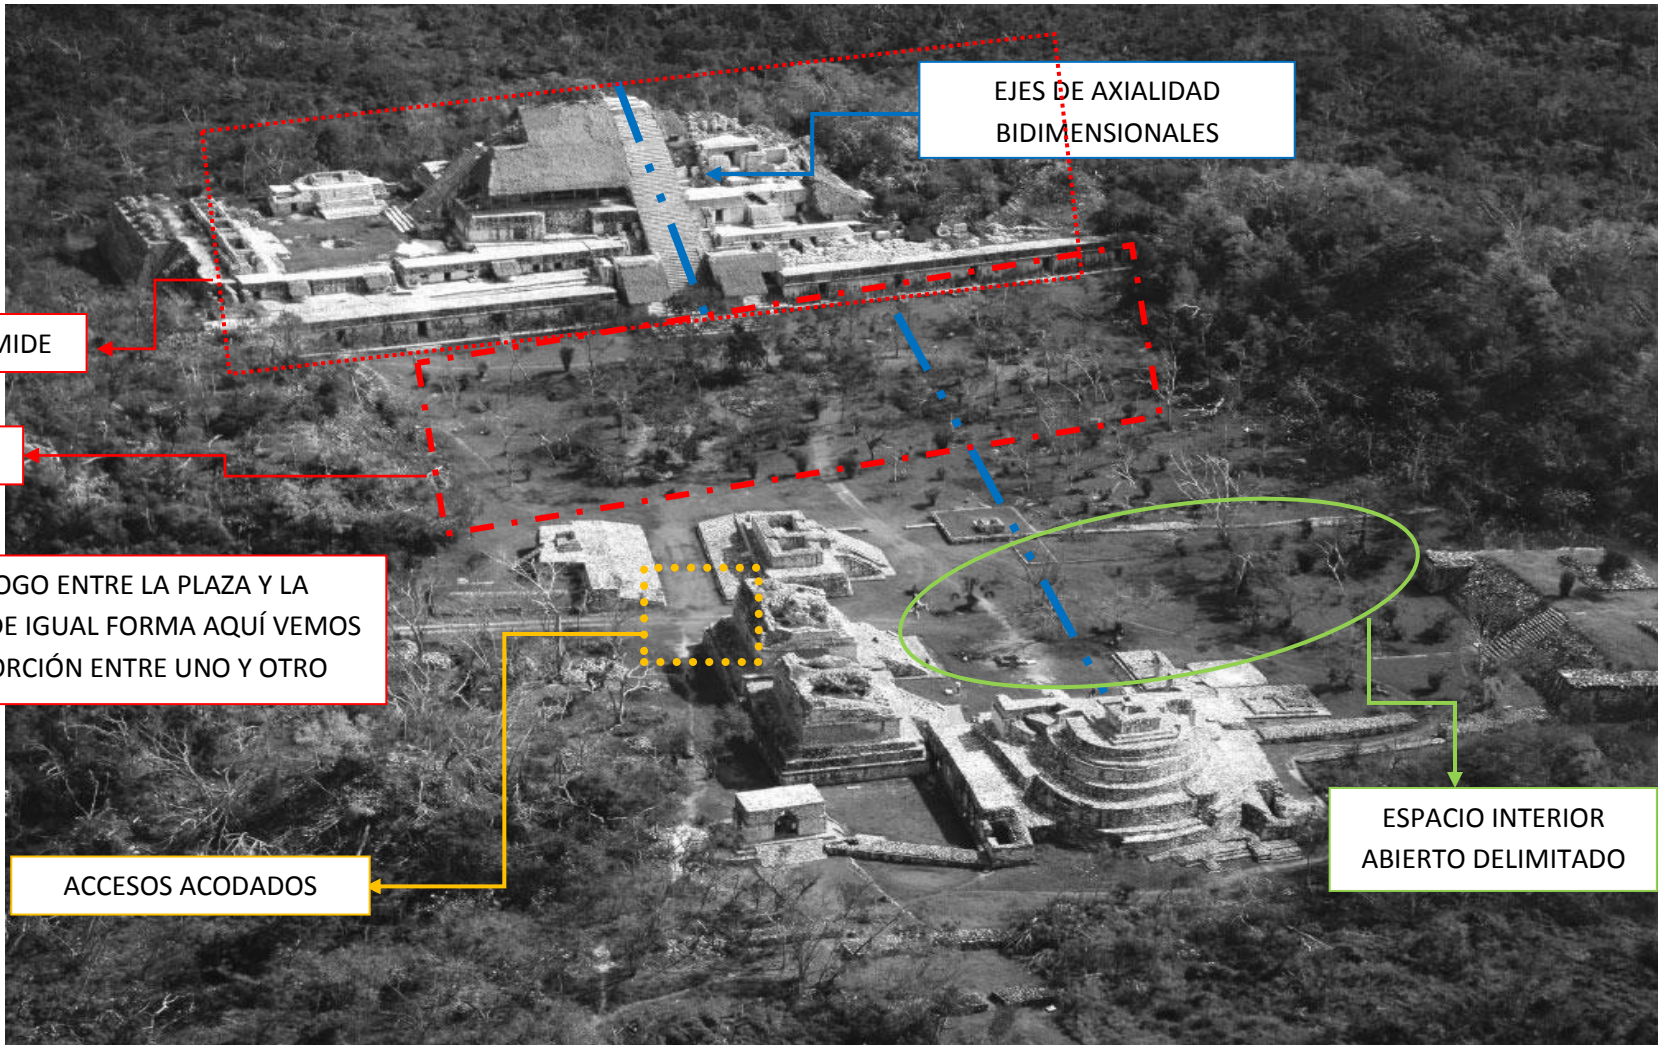 EJES DE AXIALIDAD
BIDIMENSIONALES
MIDE
OGO ENTRE LA PLAZA Y LA
DE IGUAL FORMA AQUÍ VEMOS
ORCIÓN ENTRE UNO Y OTRO
ACCESOS ACODADOS
ESPACIO INTERIOR
ABIERTO DELIMITADO